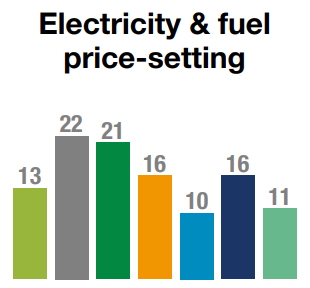 Electricity & fuel
price-setting
13 22 21 16 10 16 11